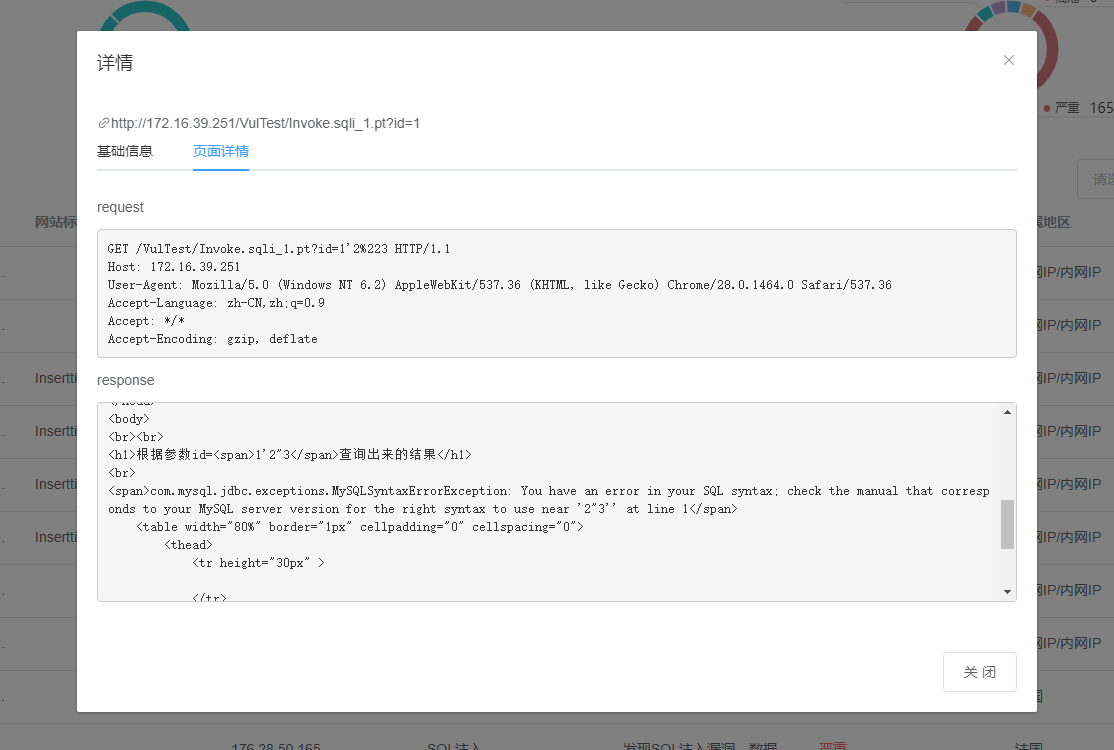 严重 165
详情
http://172.16.39.251/VulTest/Invoke.sqli_1.pt?id=1
基础信息 页面详情
request
GET /VulTest/Invoke.sqli_1.pt?id=1'2%223 HTTP/1.1
Host: 172.16.39.251
User-Agent: Mozilla/5.0 (Windows NT 6.2) AppleWebKit/537.36 (KHTML, like Gecko) Chrome/28.0.1464.0 Safari/537.36
Accept-Language: zh-CN,zh;q=0.9
Accept: */*
Accept-Encoding: gzip, deflate
response
<body>
<br><br>
<h1>根据参数id=<span>1'2"3</span>查询出来的结果</h1>
<br>
<span>com.mysql.jdbc.exceptions.MySQLSyntaxErrorException: You have an error in your SQL syntax; check the manual that corresp
onds to your MySQL server version for the right syntax to use near '2"3'' at line 1</span>
<table width="80%" border="1px" cellpadding="0" cellspacing="0">
<thead>
<tr height="30px" >
</tr>
关 闭
网站标
属地区
请选
网IP/内网IP
网IP/内网IP
Insertti 网IP/内网IP
Insertti 网IP/内网IP
Insertti 网IP/内网IP
Insertti 网IP/内网IP
网IP/内网IP
网IP/内网IP
176.28.50.165 SQL注入 发现SQL注入漏洞，数据 严重 法国